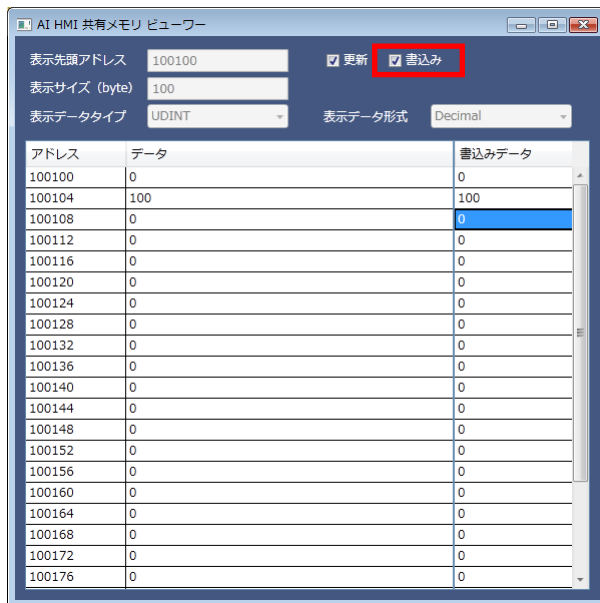 AI HMI 共有メモリ ビューワー
表示先頭アドレス 100100 更新 書込み
表示サイズ（byte） 100
表示データタイプ UDINT 表示データ形式 Decimal
アドレス データ 書込みデータ
100100 0 0
100104 100 100
100108 0 0
100112 0 0
100116 0 0
100120 0 0
100124 0 0
100128 0 0
100132 0 0
100136 0 0
100140 0 0
100144 0 0
100148 0 0
100152 0 0
100156 0 0
100160 0 0
100164 0 0
100168 0 0
100172 0 0
100176 0 0